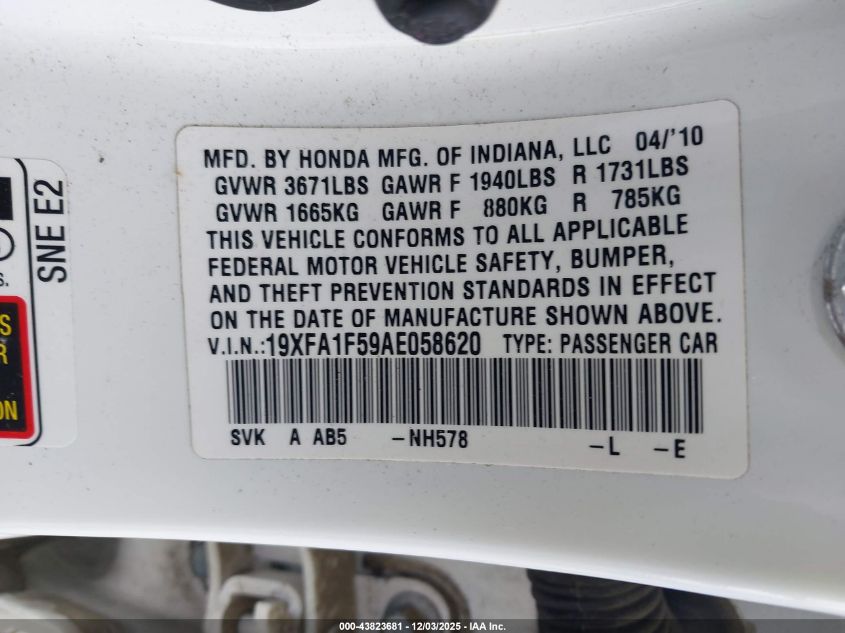 MFD. BY HONDA MFG. OF INDIANA, LLC 04/'10
GVWR 3671LBS GAWR F 1940LBS R 1731LBS
GVWR 1665KG GAWR F 880KG R 785KG
THIS VEHICLE CONFORMS TO ALL APPLICABLE
FEDERAL MOTOR VEHICLE SAFETY, BUMPER,
AND THEFT PREVENTION STANDARDS IN EFFECT
ON THE DATE OF MANUFACTURE SHOWN ABOVE.
V.I.N.:19XFA1F59AE058620 TYPE: PASSENGER CAR
SVK A AB5 -NH578 -L -E
SNE E2
000-43823681 - 12/03/2025 - IAA Inc.